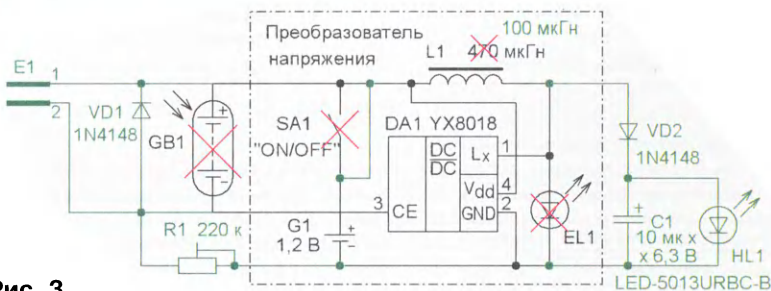 Преобразователь
напряжения
100 мкГн
L1 470 мкГн
E1
1
2
VD1
1N4148
GB1
+
−
SA1
"ON/OFF"
DA1 YX8018
DC
DC
Lx
1
Vdd
4
GND
2
3
CE
VD2
1N4148
R1 220 к
G1
1,2 В
+
−
EL1
+
C1
10 мк х
х 6,3 В
HL1
LED-5013URBC-B
Рис. 3